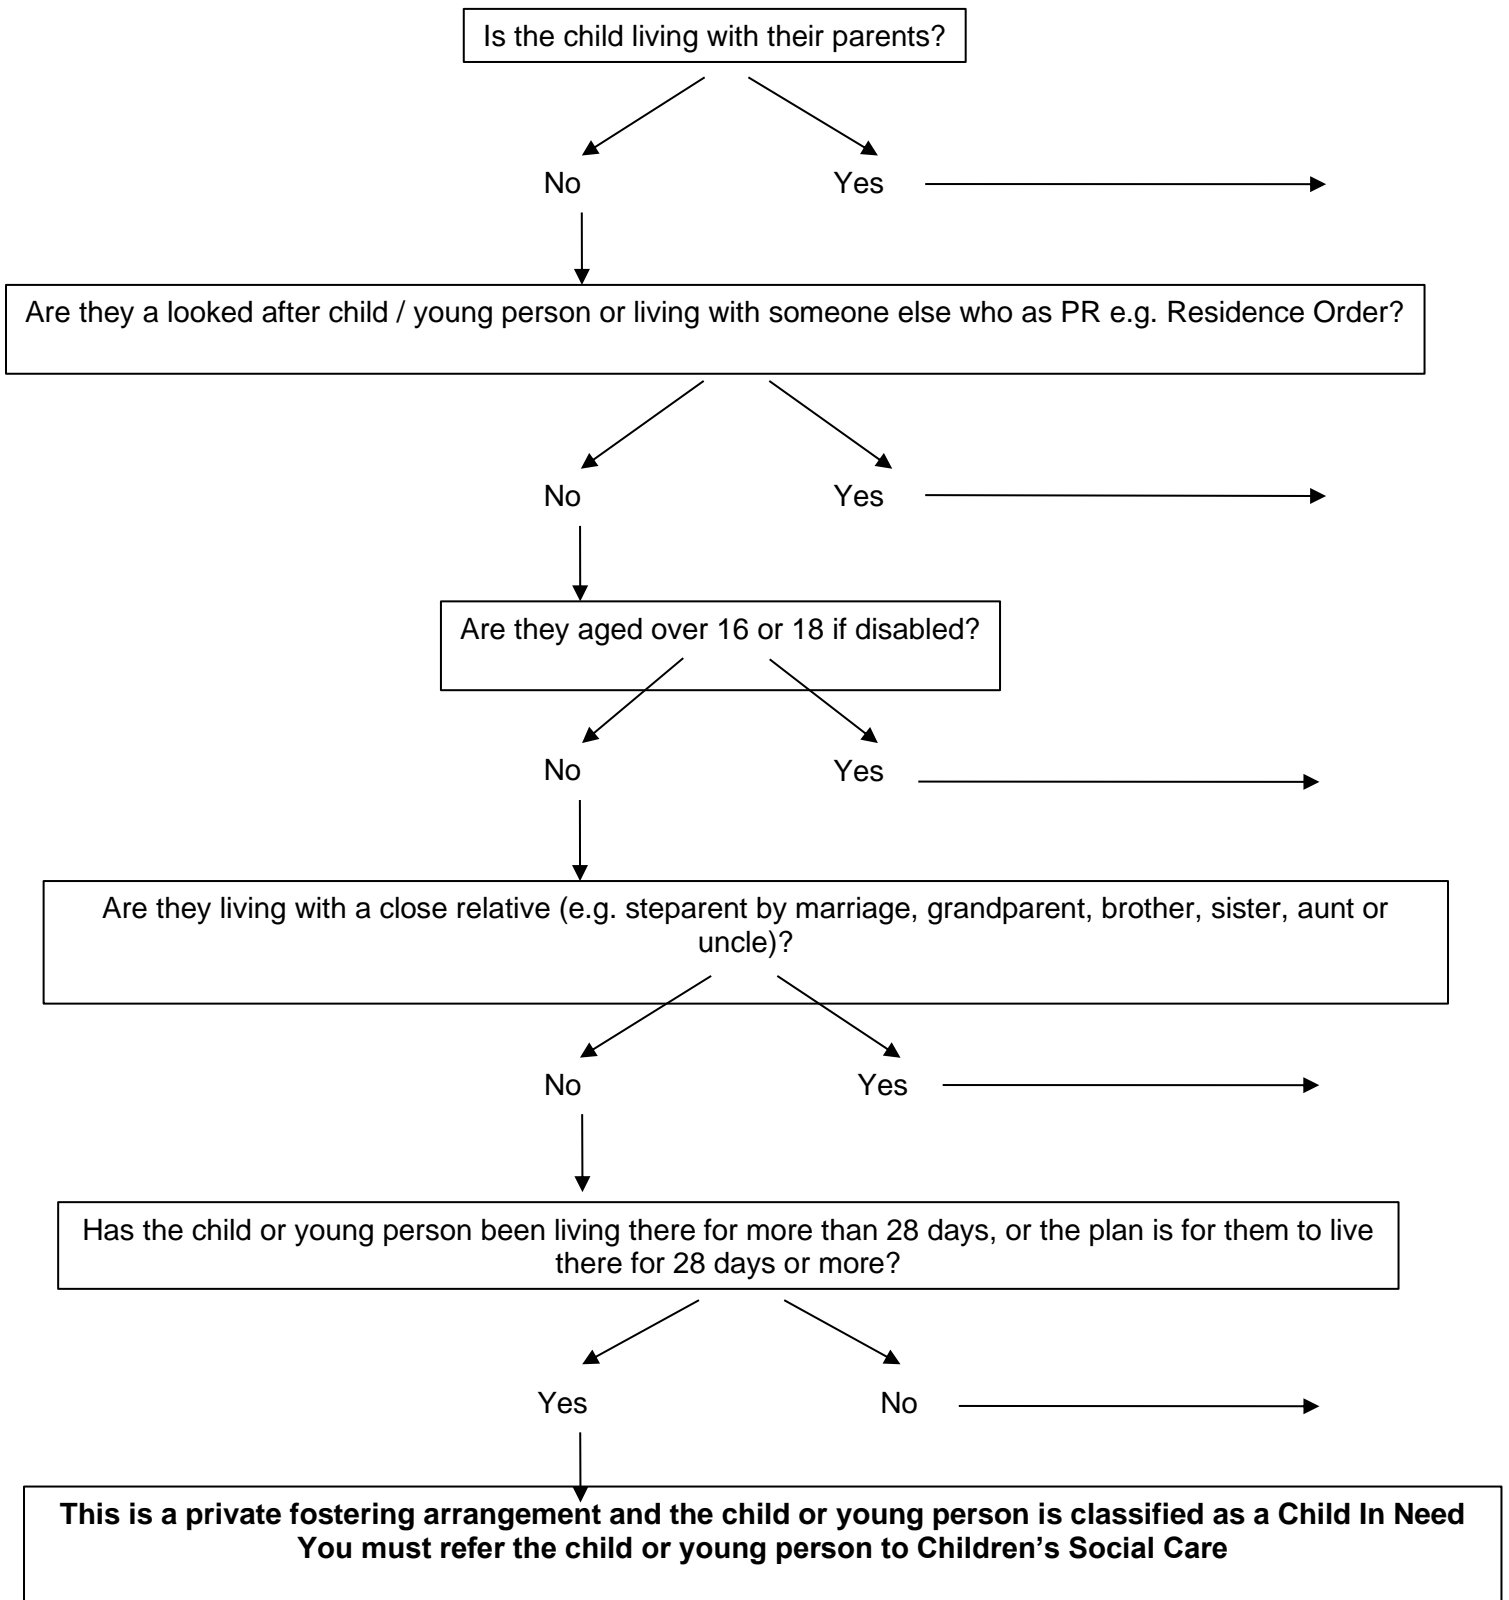 Is the child living with their parents?
No
Yes
Are they a looked after child / young person or living with someone else who as PR e.g. Residence Order?
No
Yes
Are they aged over 16 or 18 if disabled?
No
Yes
Are they living with a close relative (e.g. steparent by marriage, grandparent, brother, sister, aunt or
uncle)?
No
Yes
Has the child or young person been living there for more than 28 days, or the plan is for them to live
there for 28 days or more?
Yes
No
This is a private fostering arrangement and the child or young person is classified as a Child In Need
You must refer the child or young person to Children’s Social Care